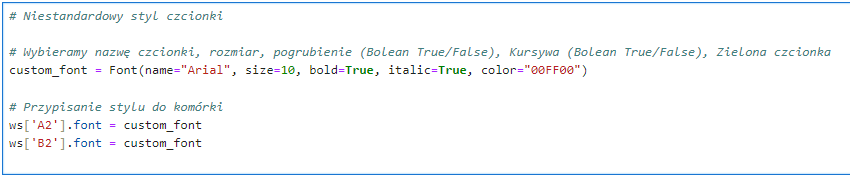 # Niestandardowy styl czcionki
# Wybieramy nazwę czcionki, rozmiar, pogrubienie (Bolean True/False), Kursywa (Bolean True/False), Zielona czcionka
custom_font = Font(name="Arial", size=10, bold=True, italic=True, color="00FF00")
# Przypisanie stylu do komórki
ws['A2'].font = custom_font
ws['B2'].font = custom_font